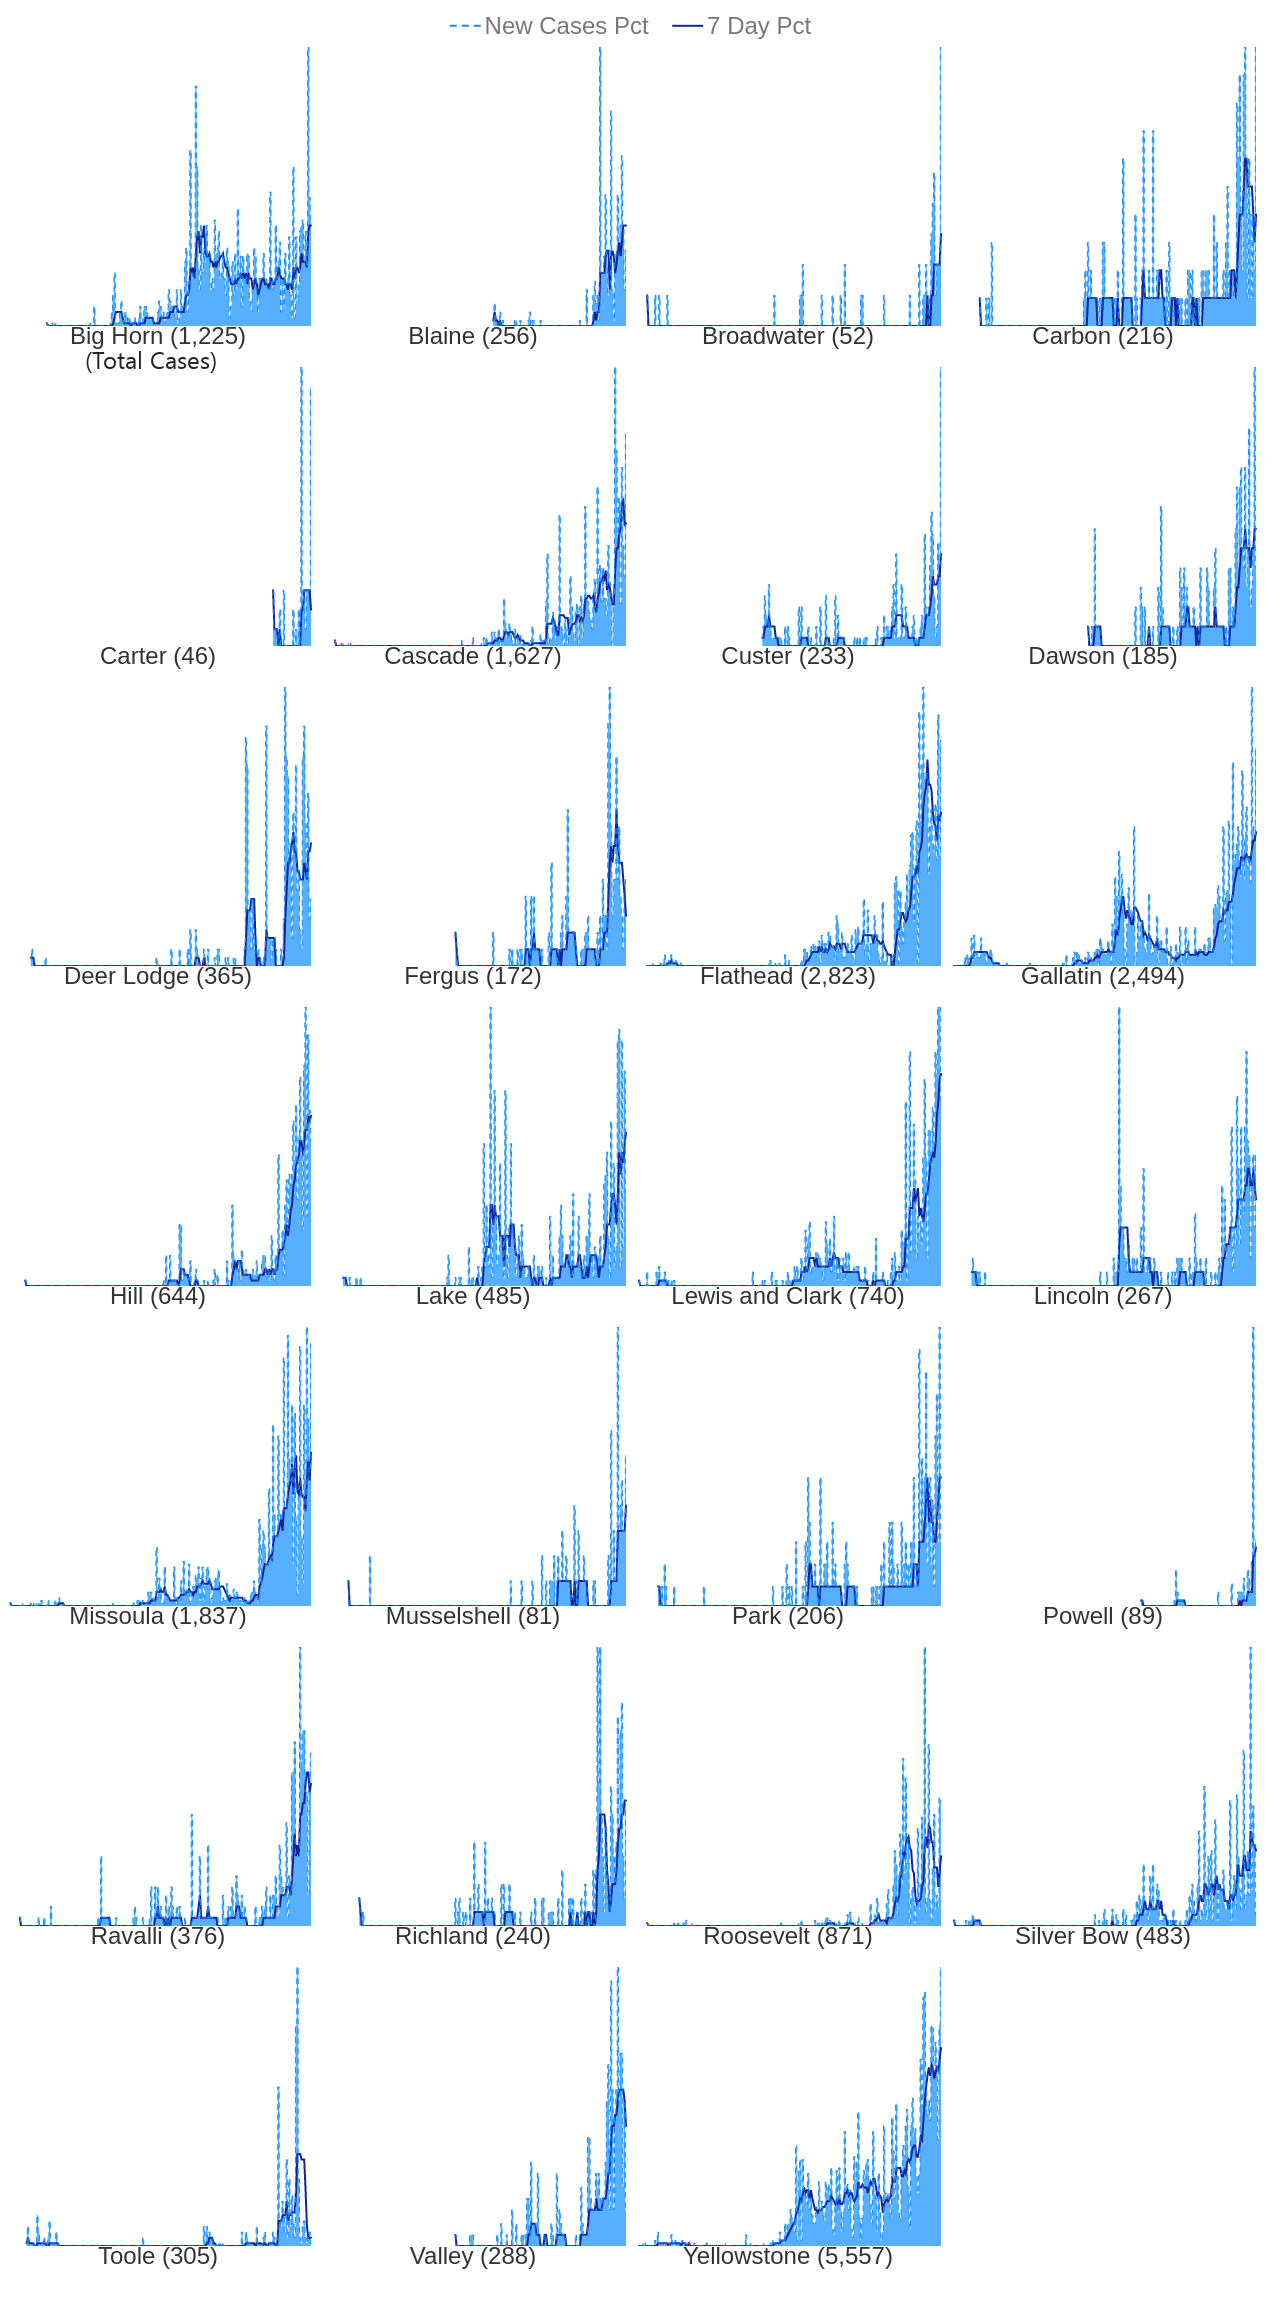 New Cases Pct 7 Day Pct
Big Horn (1,225) Blaine (256) Broadwater (52) Carbon (216)
(Total Cases)
Carter (46) Cascade (1,627) Custer (233) Dawson (185)
Deer Lodge (365) Fergus (172) Flathead (2,823) Gallatin (2,494)
Hill (644) Lake (485) Lewis and Clark (740) Lincoln (267)
Missoula (1,837) Musselshell (81) Park (206) Powell (89)
Ravalli (376) Richland (240) Roosevelt (871) Silver Bow (483)
Toole (305) Valley (288) Yellowstone (5,557)